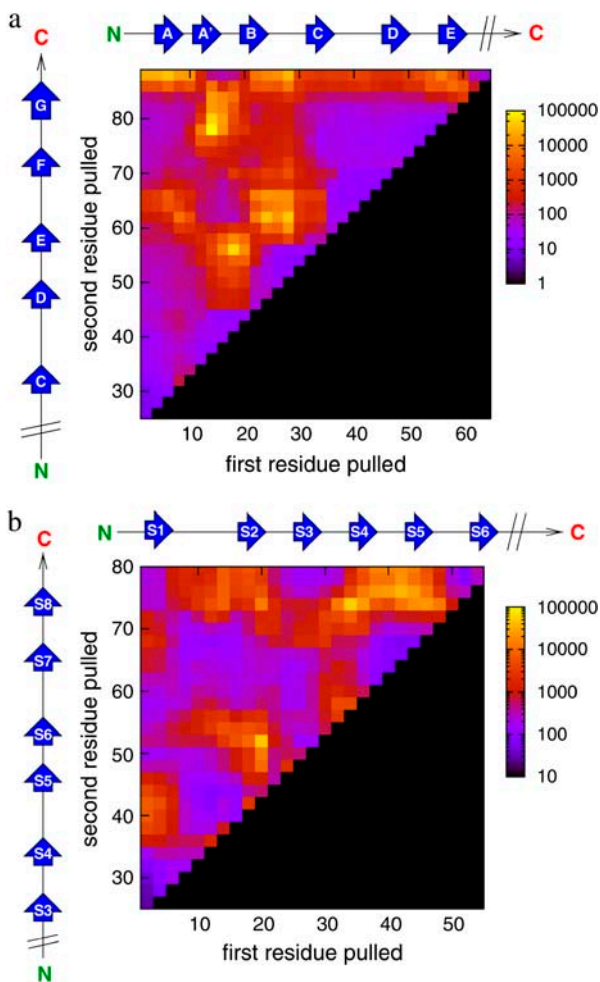 a
N A A' B C D E C
C
G
F
E
D
C
N
second residue pulled
80
70
60
50
40
30
10 20 30 40 50 60
first residue pulled
100000
10000
1000
100
10
1
b
N S1 S2 S3 S4 S5 S6 C
C
S8
S7
S6
S5
S4
S3
N
second residue pulled
80
70
60
50
40
30
10 20 30 40 50
first residue pulled
100000
10000
1000
100
10